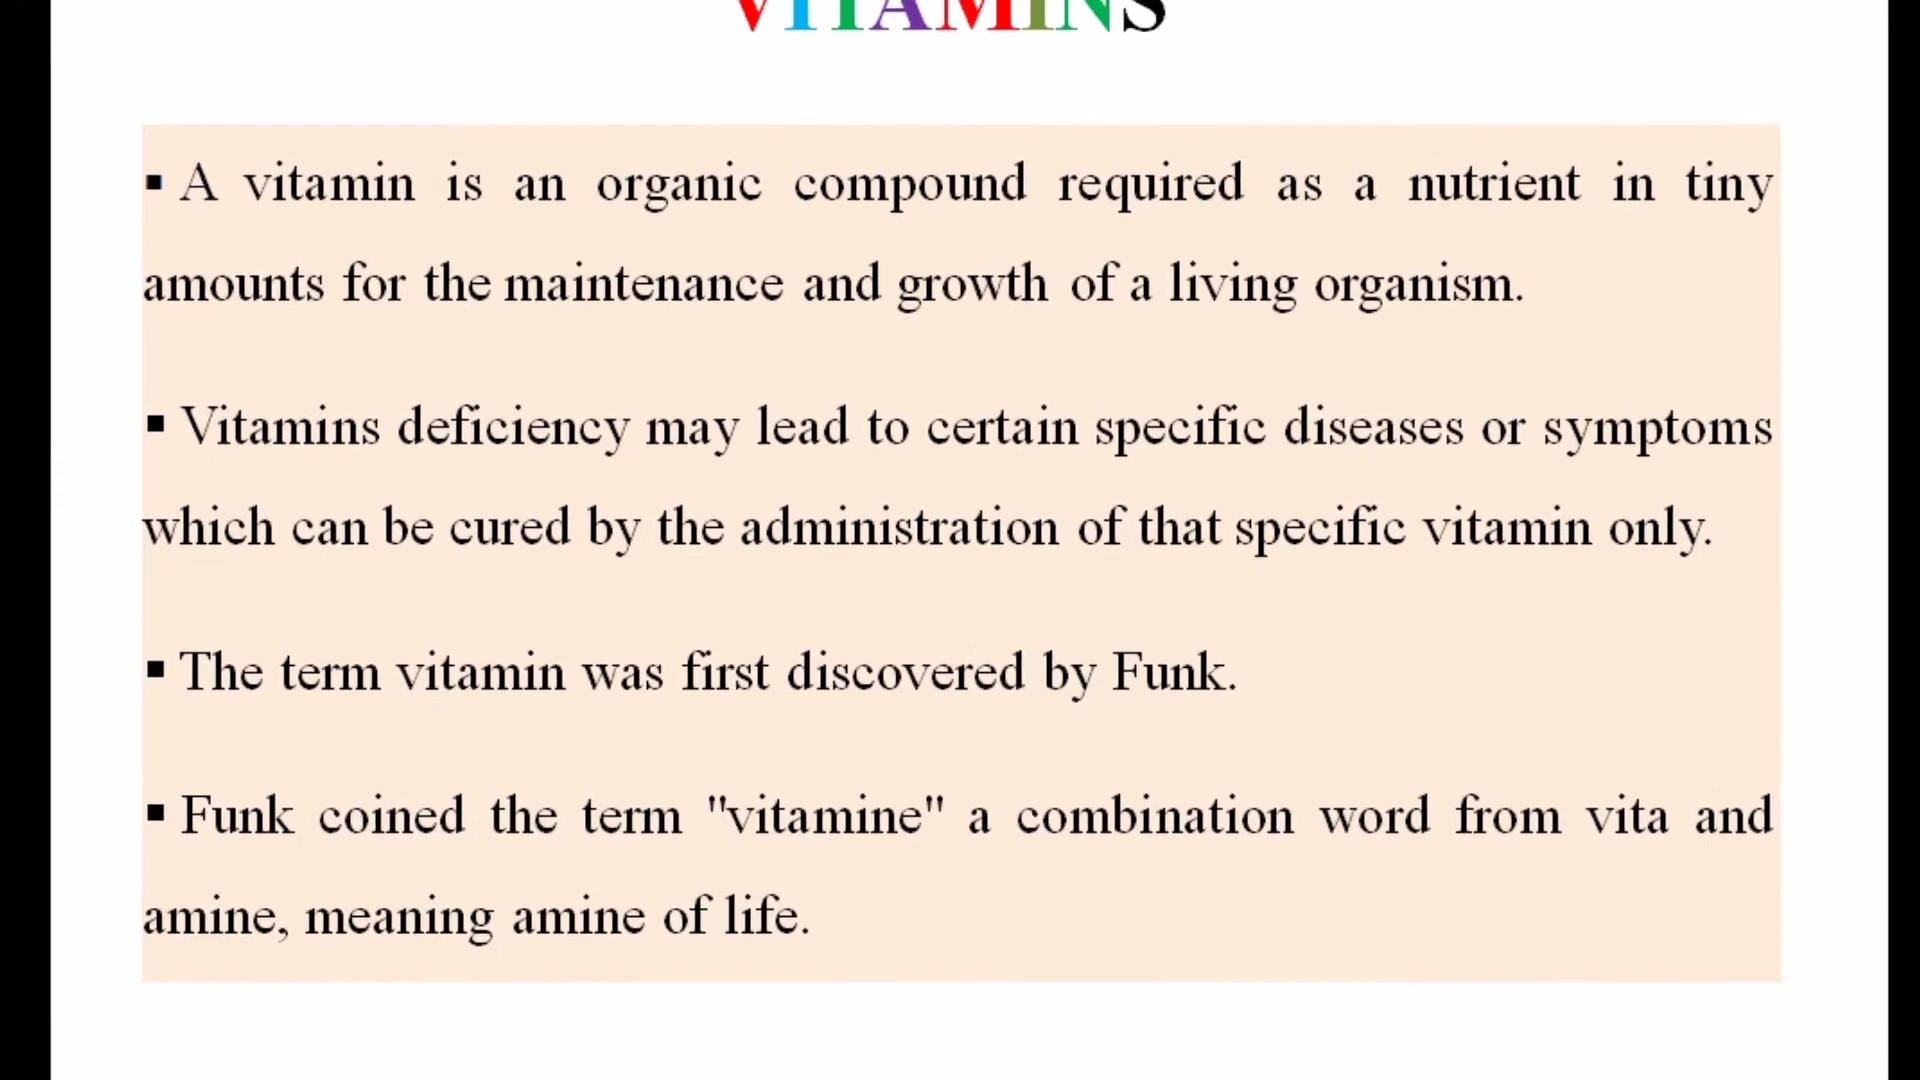 VITAMINS
▪ A vitamin is an organic compound required as a nutrient in tiny
amounts for the maintenance and growth of a living organism.
▪ Vitamins deficiency may lead to certain specific diseases or symptoms
which can be cured by the administration of that specific vitamin only.
▪ The term vitamin was first discovered by Funk.
▪ Funk coined the term "vitamine" a combination word from vita and
amine, meaning amine of life.